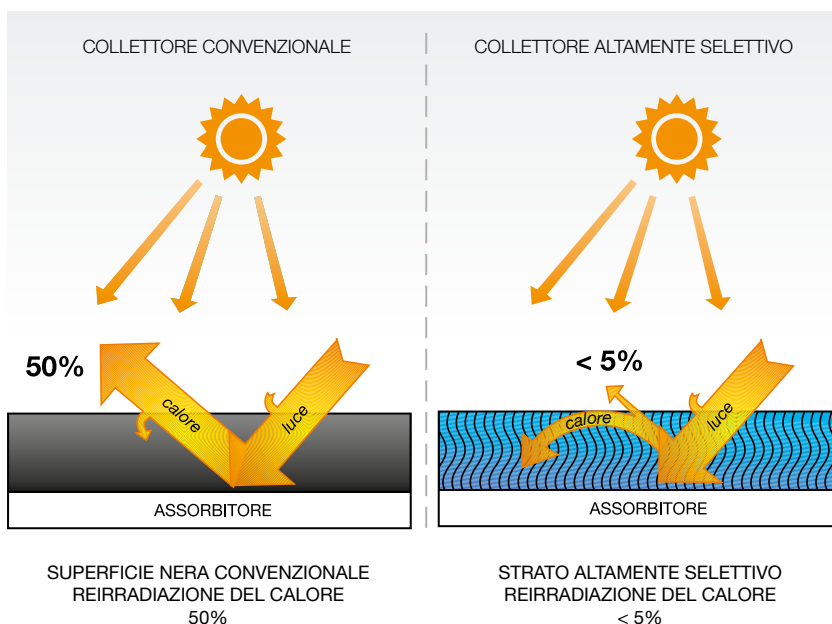 COLLETTORE CONVENZIONALE
COLLETTORE ALTAMENTE SELETTIVO
50%
calore
luce
< 5%
calore
luce
ASSORBITORE
ASSORBITORE
SUPERFICIE NERA CONVENZIONALE
REIRRADIAZIONE DEL CALORE
50%
STRATO ALTAMENTE SELETTIVO
REIRRADIAZIONE DEL CALORE
< 5%